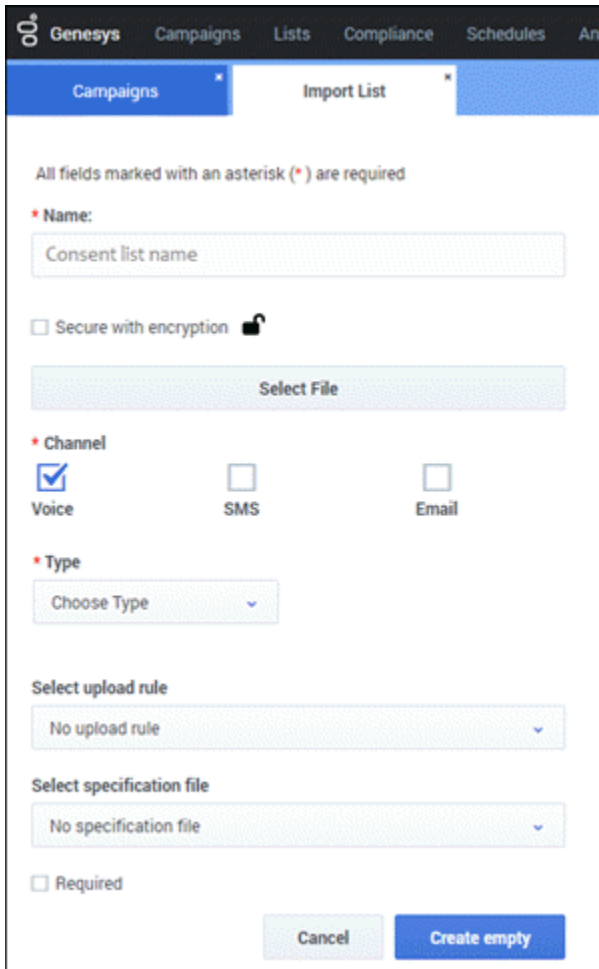 Genesys Campaigns Lists Compliance Schedules An
Campaigns × Import List ×
All fields marked with an asterisk (* ) are required
* Name:
Consent list name
Secure with encryption
Select File
* Channel
Voice SMS Email
* Type
Choose Type
Select upload rule
No upload rule
Select specification file
No specification file
Required
Cancel Create empty